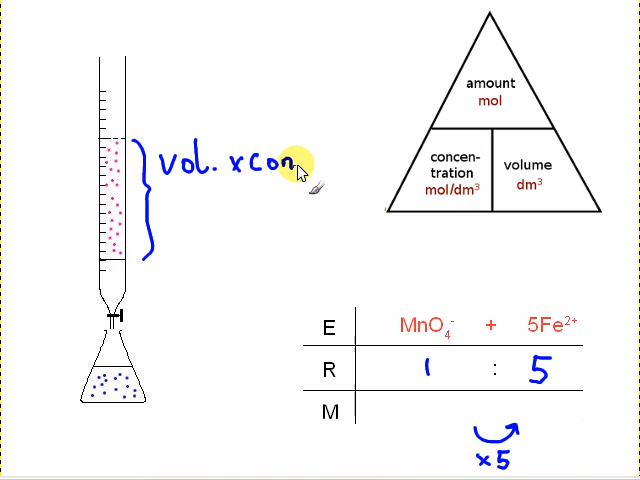 amount
mol
concen-
tration
mol/dm³
volume
dm³
vol. x con
E MnO₄⁻ + 5Fe²⁺
R 1 : 5
M
x5